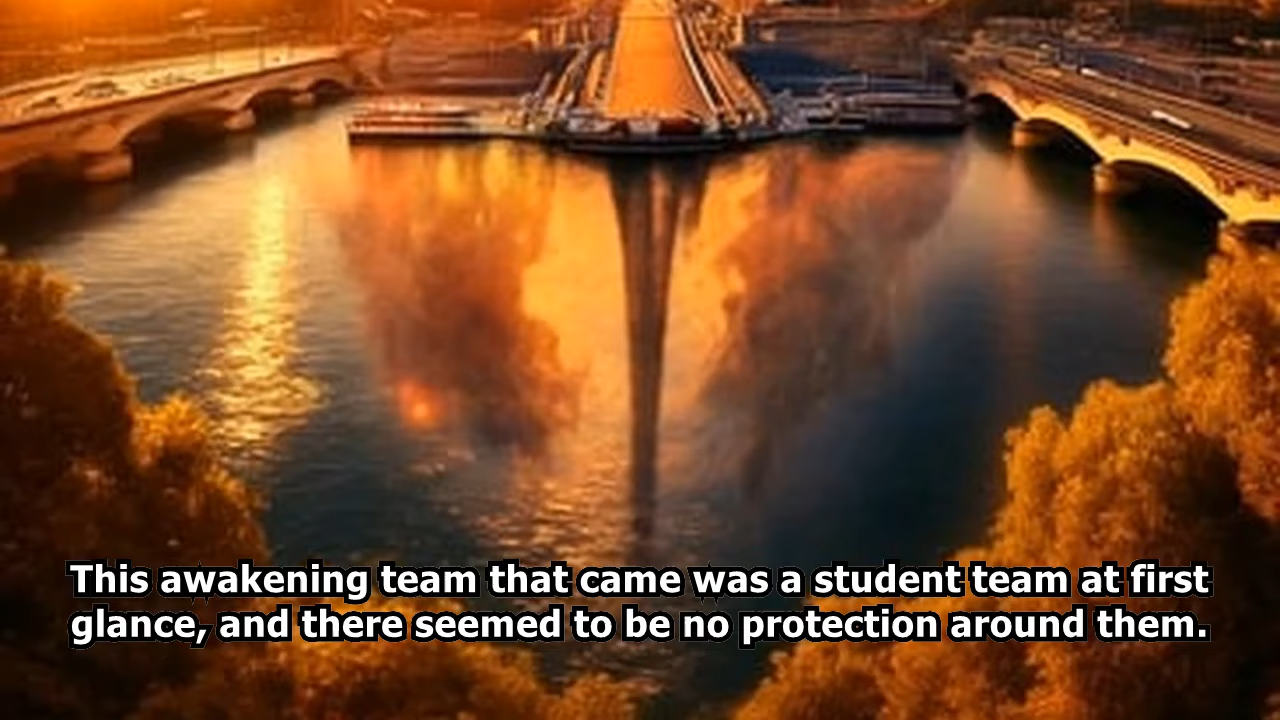 This awakening team that came was a student team at first
glance, and there seemed to be no protection around them.